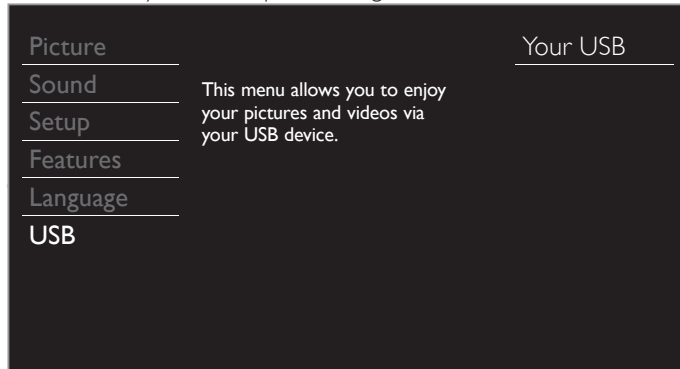 Picture
Your USB
Sound
This menu allows you to enjoy
your pictures and videos via
your USB device.
Setup
Features
Language
USB